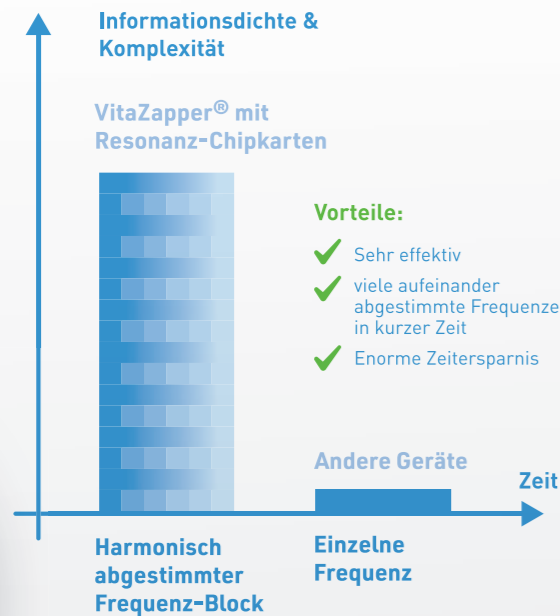 Informationsdichte &
Komplexität
VitaZapper® mit
Resonanz-Chipkarten
Vorteile:
Sehr effektiv
viele aufeinander
abgestimmte Frequenze
in kurzer Zeit
Enorme Zeitersparnis
Andere Geräte
Zeit
Harmonisch
abgestimmter
Frequenz-Block
Einzelne
Frequenz